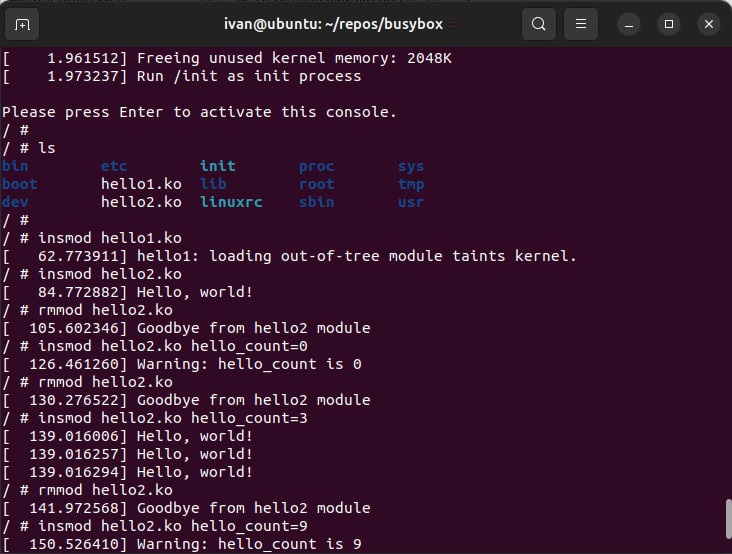 ivan@ubuntu: ~/repos/busybox
[    1.961512] Freeing unused kernel memory: 2048K
[    1.973237] Run /init as init process
Please press Enter to activate this console.
/ #
/ # ls
bin        etc        init       proc       sys
boot       hello1.ko  lib        root       tmp
dev        hello2.ko  linuxrc    sbin       usr
/ #
/ # insmod hello1.ko
[   62.773911] hello1: loading out-of-tree module taints kernel.
/ # insmod hello2.ko
[   84.772882] Hello, world!
/ # rmmod hello2.ko
[  105.602346] Goodbye from hello2 module
/ # insmod hello2.ko hello_count=0
[  126.461260] Warning: hello_count is 0
/ # rmmod hello2.ko
[  130.276522] Goodbye from hello2 module
/ # insmod hello2.ko hello_count=3
[  139.016006] Hello, world!
[  139.016257] Hello, world!
[  139.016294] Hello, world!
/ # rmmod hello2.ko
[  141.972568] Goodbye from hello2 module
/ # insmod hello2.ko hello_count=9
[  150.526410] Warning: hello_count is 9